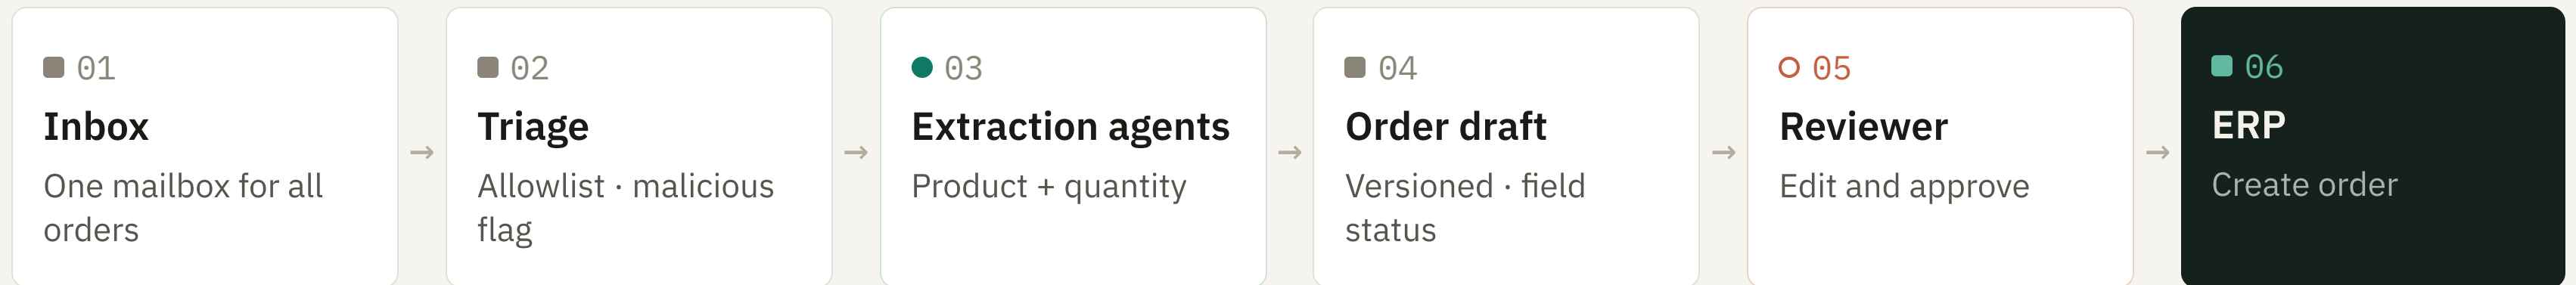 01
Inbox
One mailbox for all
orders
→
02
Triage
Allowlist · malicious
flag
→
03
Extraction agents
Product + quantity
→
04
Order draft
Versioned · field
status
→
05
Reviewer
Edit and approve
→
06
ERP
Create order